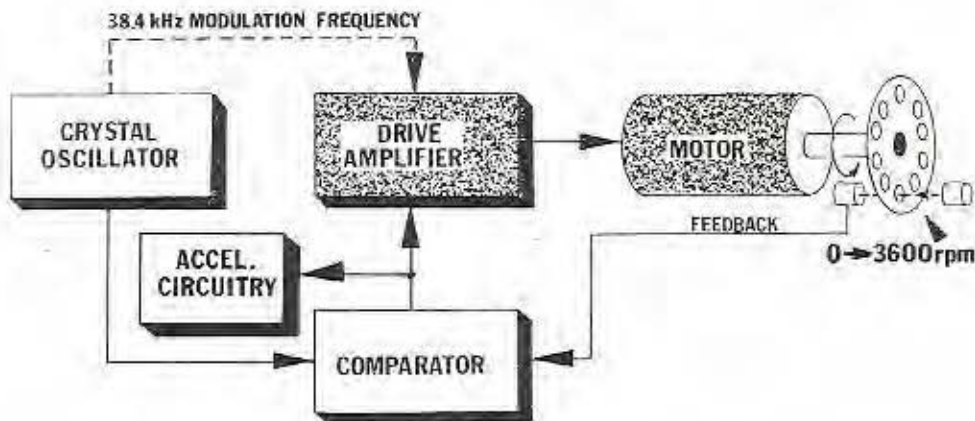 38.4 kHz MODULATION FREQUENCY
CRYSTAL
OSCILLATOR
DRIVE
AMPLIFIER
MOTOR
ACCEL.
CIRCUITRY
FEEDBACK
0→3600rpm
COMPARATOR